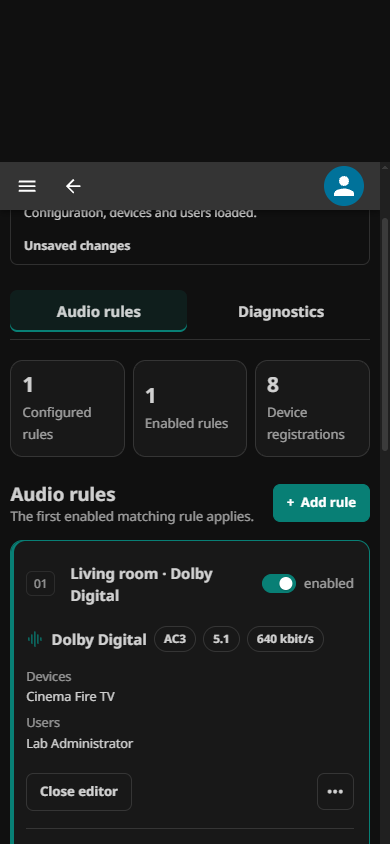 Configuration, devices and users loaded.
Unsaved changes
Audio rules
Diagnostics
1
Configured
rules
1
Enabled rules
8
Device
registrations
Audio rules
The first enabled matching rule applies.
+ Add rule
01
Living room · Dolby
Digital
enabled
Dolby Digital
AC3
5.1
640 kbit/s
Devices
Cinema Fire TV
Users
Lab Administrator
Close editor
•••